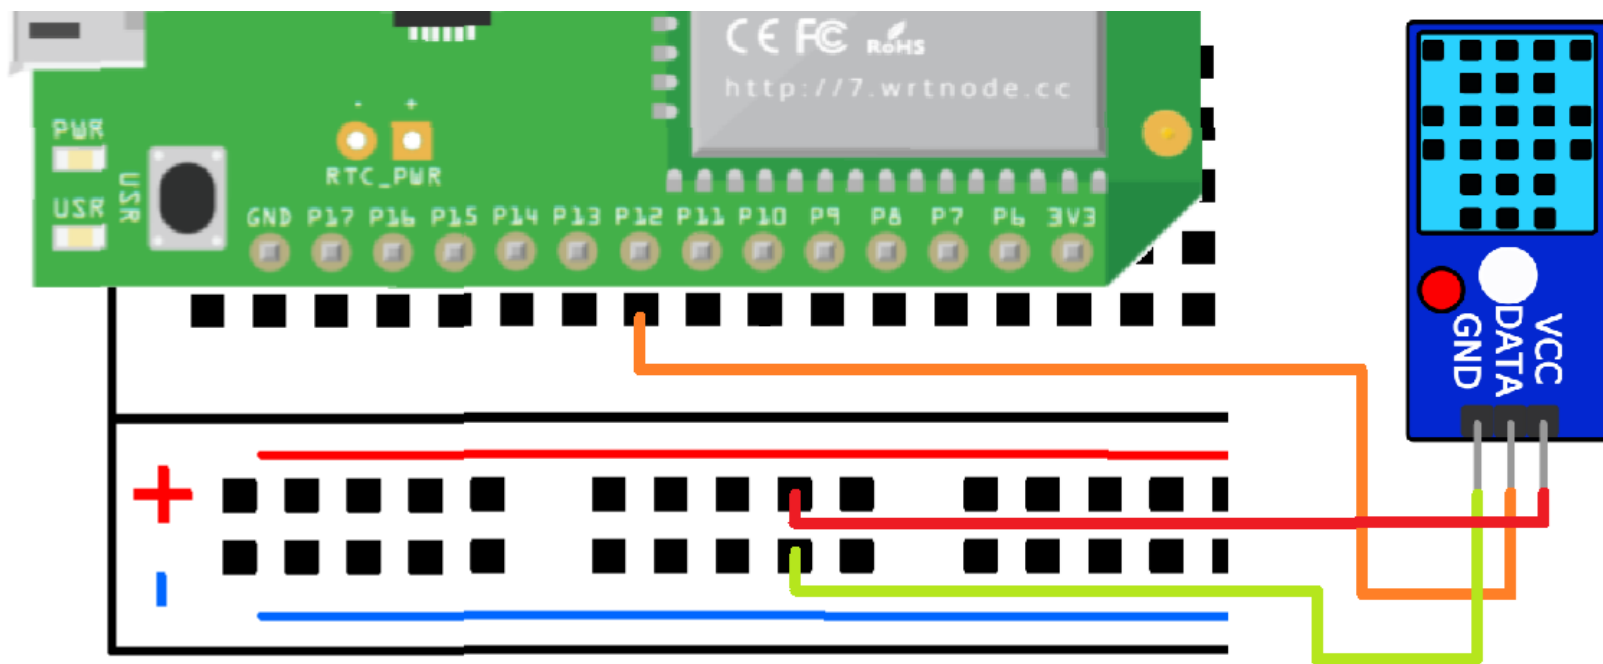 CE FC RoHS
http://7.wrtnode.cc
PWR
- +
RTC_PWR
USR
USR
GND P17 P16 P15 P14 P13 P12 P11 P10 P9 P8 P7 P6 3V3
GND
DATA
VCC
+
-